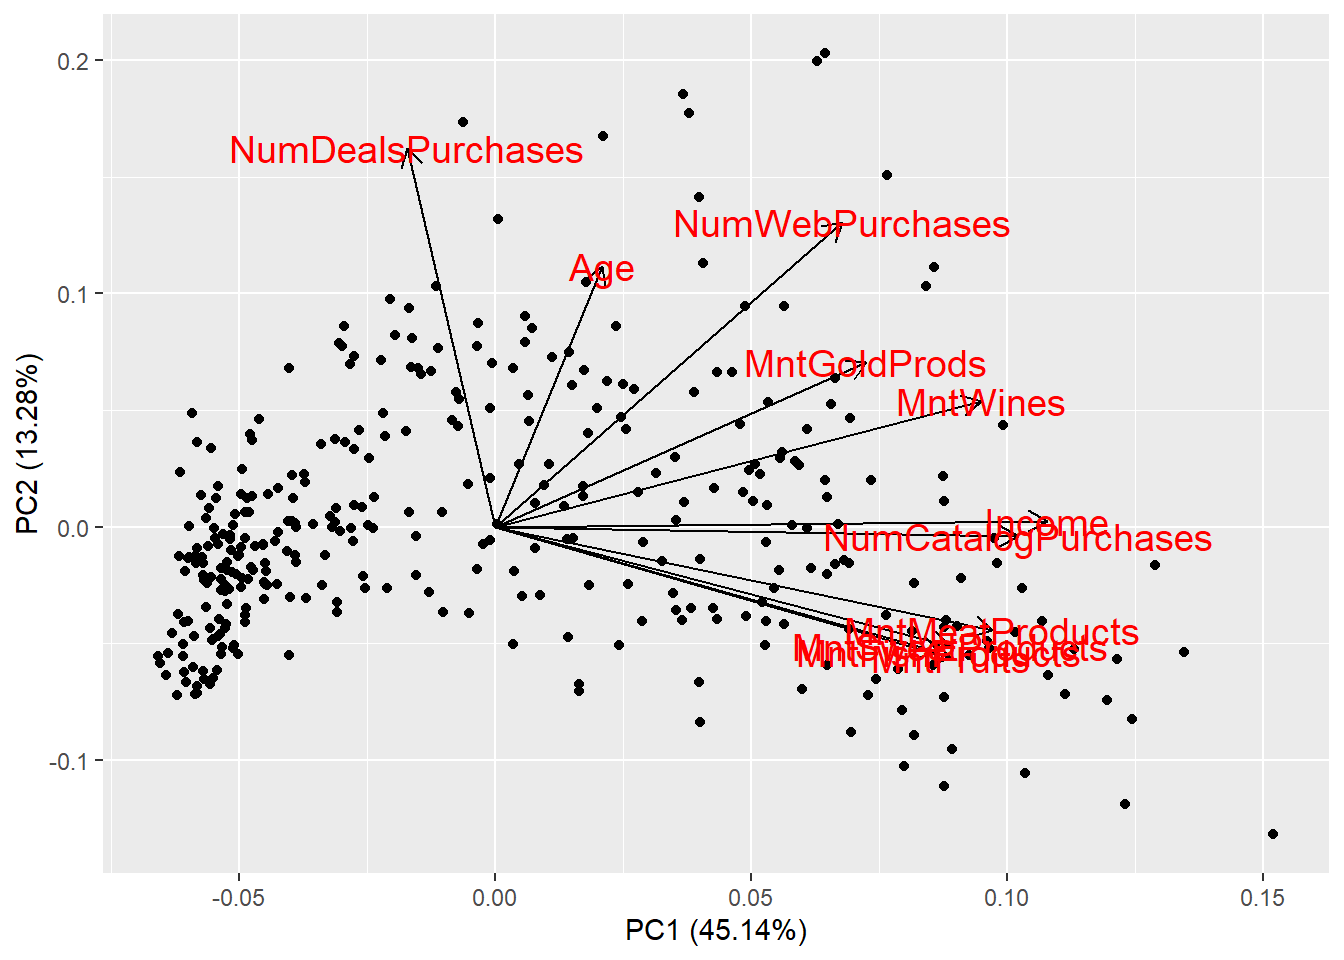 0.2
NumDealsPurchases
NumWebPurchases
Age
0.1
MntGoldProds
MntWines
PC2 (13.28%)
0.0
Income
NumCatalogPurchases
MntMeatProducts
MntFruits
-0.1
-0.05
0.00
0.05
0.10
0.15
PC1 (45.14%)